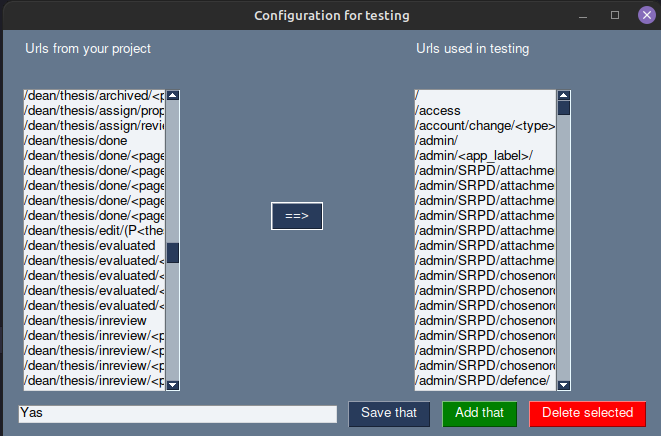 Configuration for testing
Urls from your project
Urls used in testing
/dean/thesis/archived/<p
/dean/thesis/assign/prop
/dean/thesis/assign/revi
/dean/thesis/done
/dean/thesis/done/<page
/dean/thesis/done/<page
/dean/thesis/done/<page
/dean/thesis/done/<page
/dean/thesis/done/<page
/dean/thesis/edit/(P<the
/dean/thesis/evaluated
/dean/thesis/evaluated/<
/dean/thesis/evaluated/<
/dean/thesis/evaluated/<
/dean/thesis/evaluated/<
/dean/thesis/inreview
/dean/thesis/inreview/<p
/dean/thesis/inreview/<p
/dean/thesis/inreview/<p
/dean/thesis/inreview/<p
==>
/
/access
/account/change/<type>
/admin/
/admin/<app_label>/
/admin/SRPD/attachme
/admin/SRPD/attachme
/admin/SRPD/attachme
/admin/SRPD/attachme
/admin/SRPD/attachme
/admin/SRPD/attachme
/admin/SRPD/attachme
/admin/SRPD/chosenor
/admin/SRPD/chosenor
/admin/SRPD/chosenor
/admin/SRPD/chosenor
/admin/SRPD/chosenor
/admin/SRPD/chosenor
/admin/SRPD/chosenor
/admin/SRPD/defence/
Yas
Save that
Add that
Delete selected